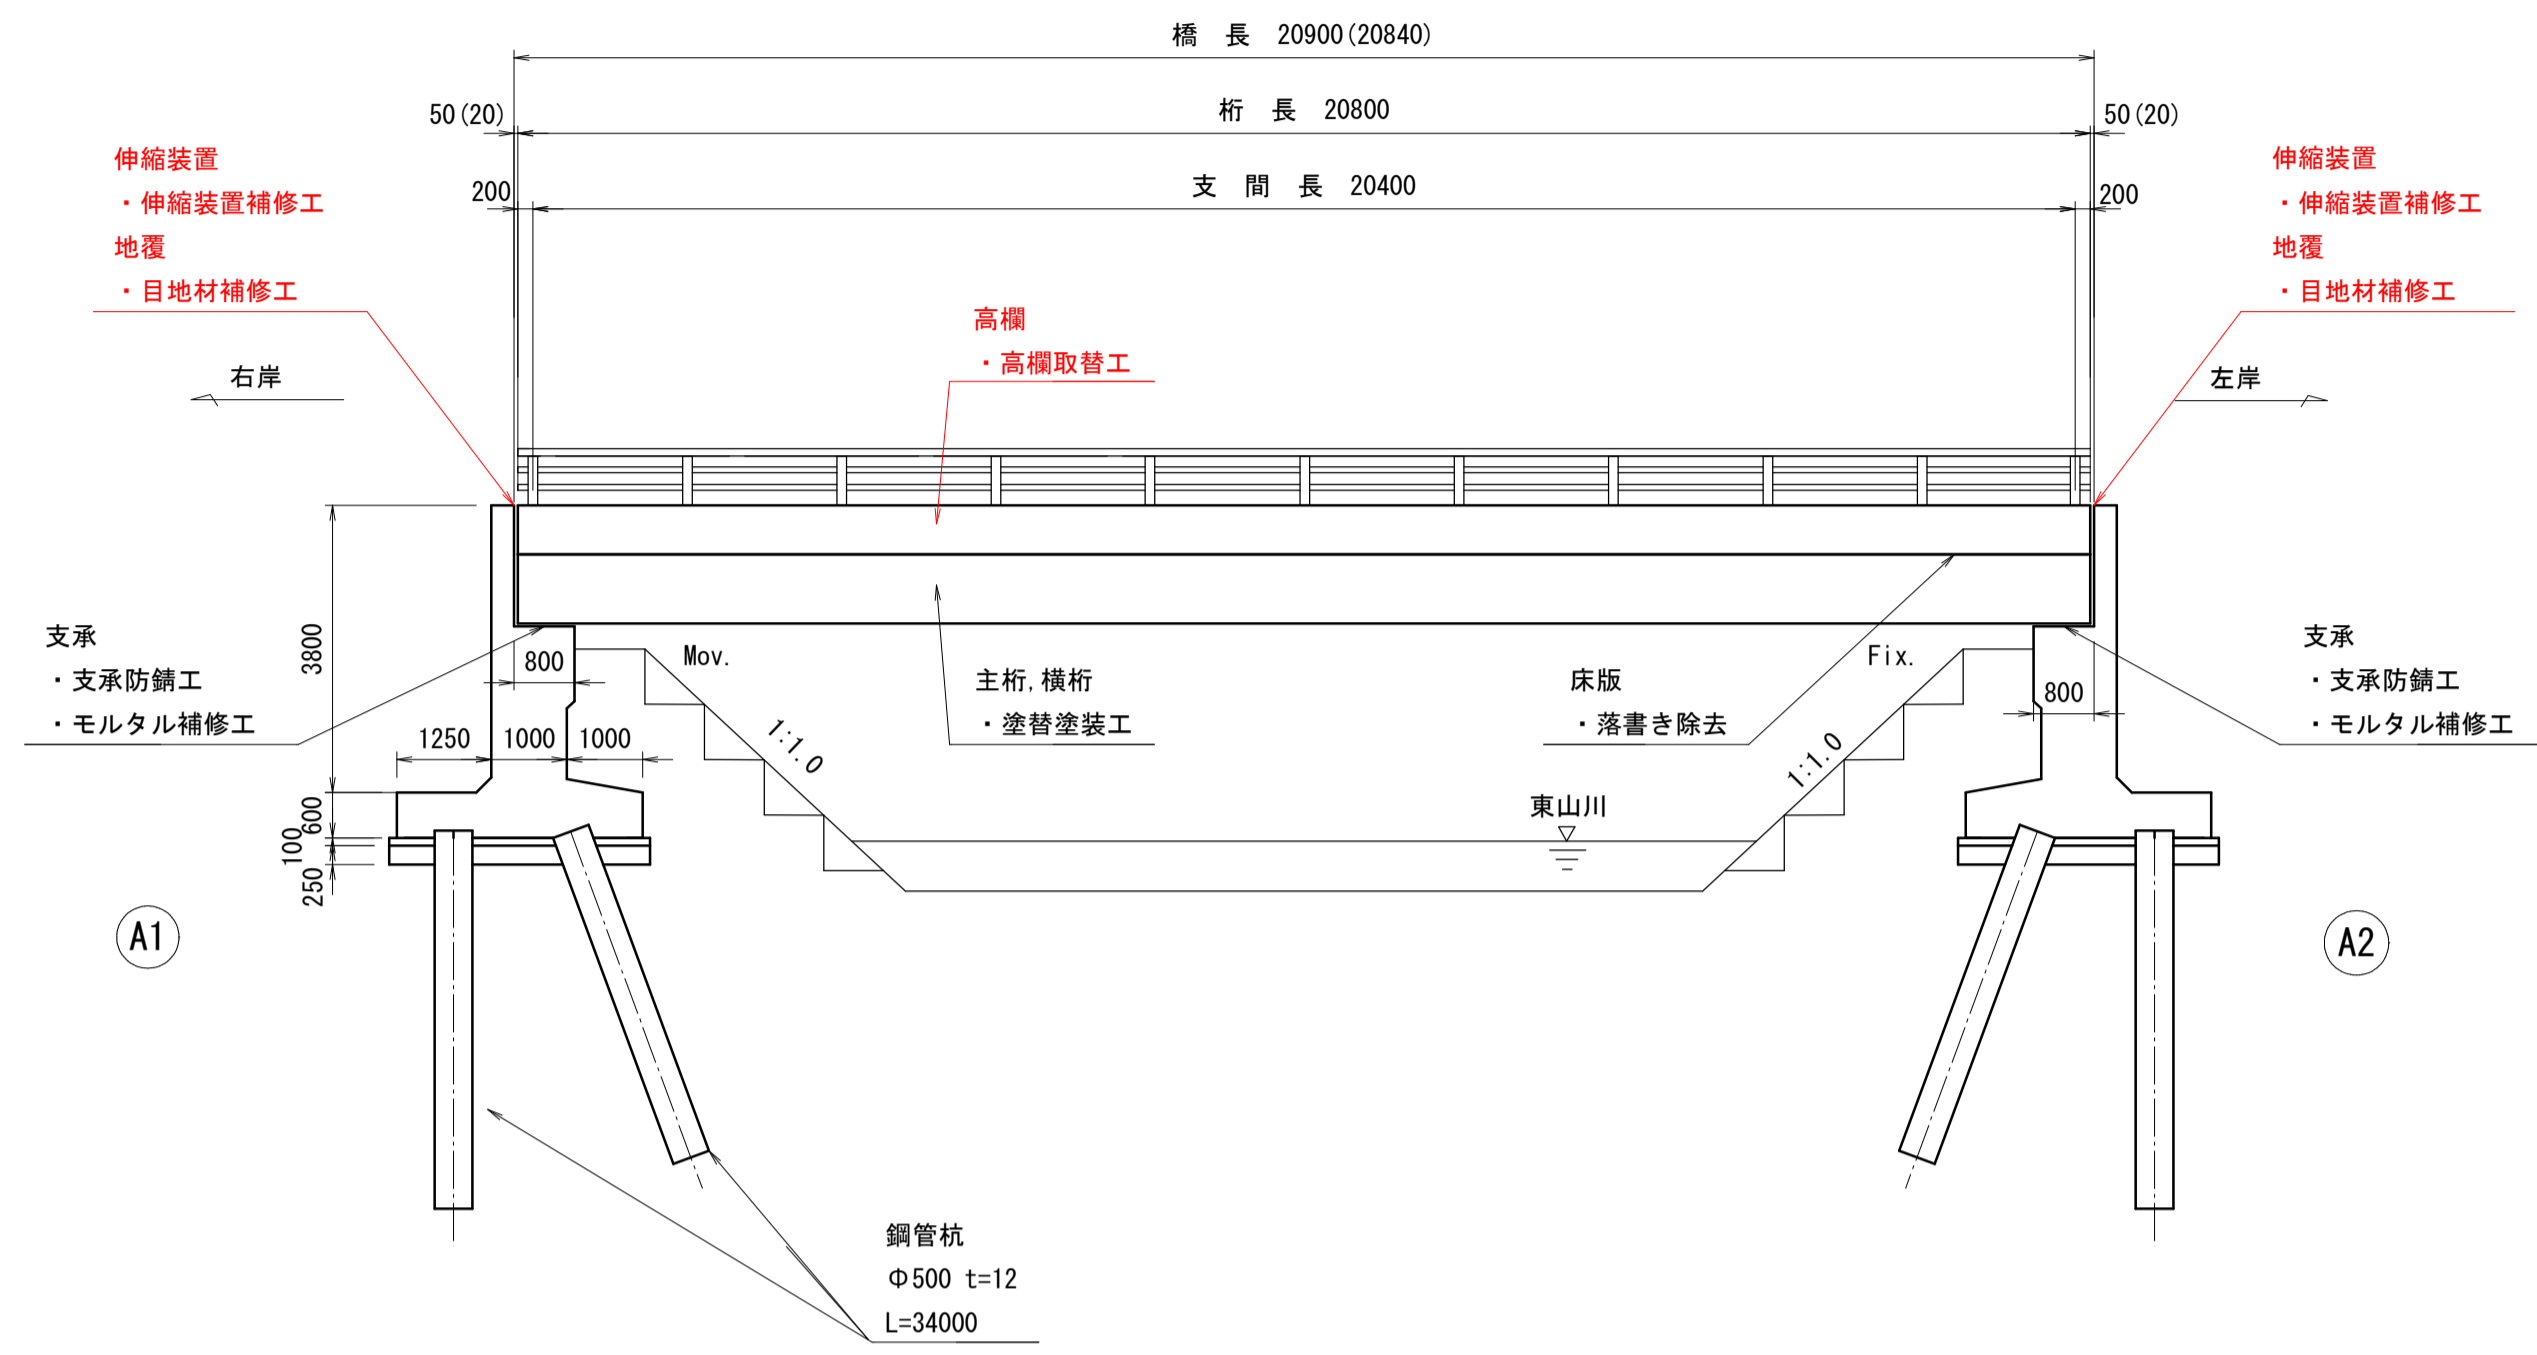 橋 長 20900(20840)
50(20)
桁 長 20800
50(20)
200
支 間 長 20400
200
伸縮装置
・伸縮装置補修工
地覆
・目地材補修工
伸縮装置
・伸縮装置補修工
地覆
・目地材補修工
高欄
・高欄取替工
右岸
左岸
3800
支承
・支承防錆工
・モルタル補修工
800
Mov.
主桁,横桁
・塗替塗装工
床版
・落書き除去
Fix.
800
支承
・支承防錆工
・モルタル補修工
1250
1000
1000
1:1.0
1:1.0
600
100
250
東山川
A1
A2
鋼管杭
Φ500 t=12
L=34000